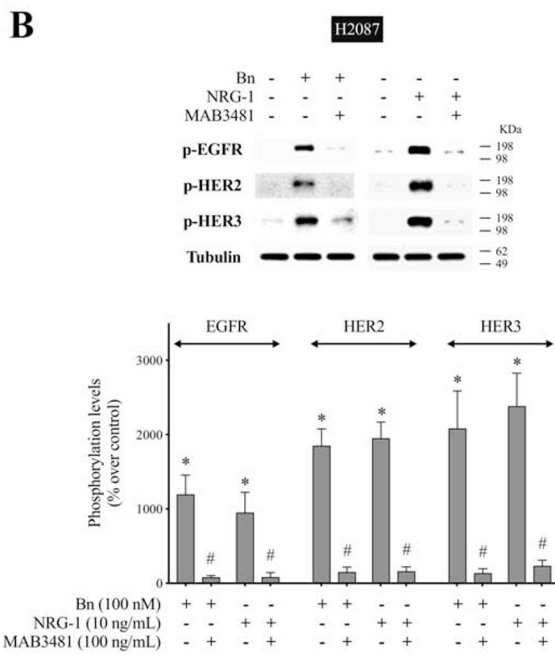 B
H2087
Bn - + + - - -
NRG-1 - - - - + +
MAB3481 - - + - - +
KDa
p-EGFR
198
98
p-HER2
198
98
p-HER3
198
98
Tubulin
62
49
EGFR HER2 HER3
Phosphorylation levels
(% over control)
3000
2000
1000
0
* # * # * # * # * # * #
Bn (100 nM) + + - - + + - - + + - -
NRG-1 (10 ng/mL) - - + + - - + + - - + +
MAB3481 (100 ng/mL) - + - + - + - + - + - +